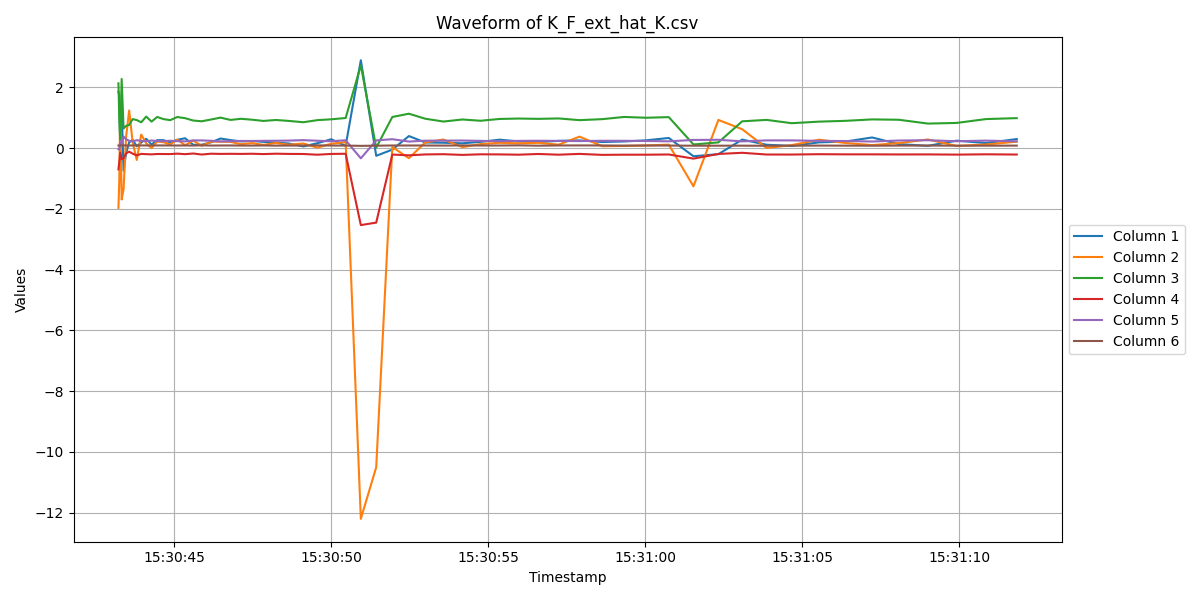 Waveform of K_F_ext_hat_K.csv
Values
2
0
−2
−4
−6
−8
−10
−12
15:30:45
15:30:50
15:30:55
15:31:00
15:31:05
15:31:10
Timestamp
Column 1
Column 2
Column 3
Column 4
Column 5
Column 6